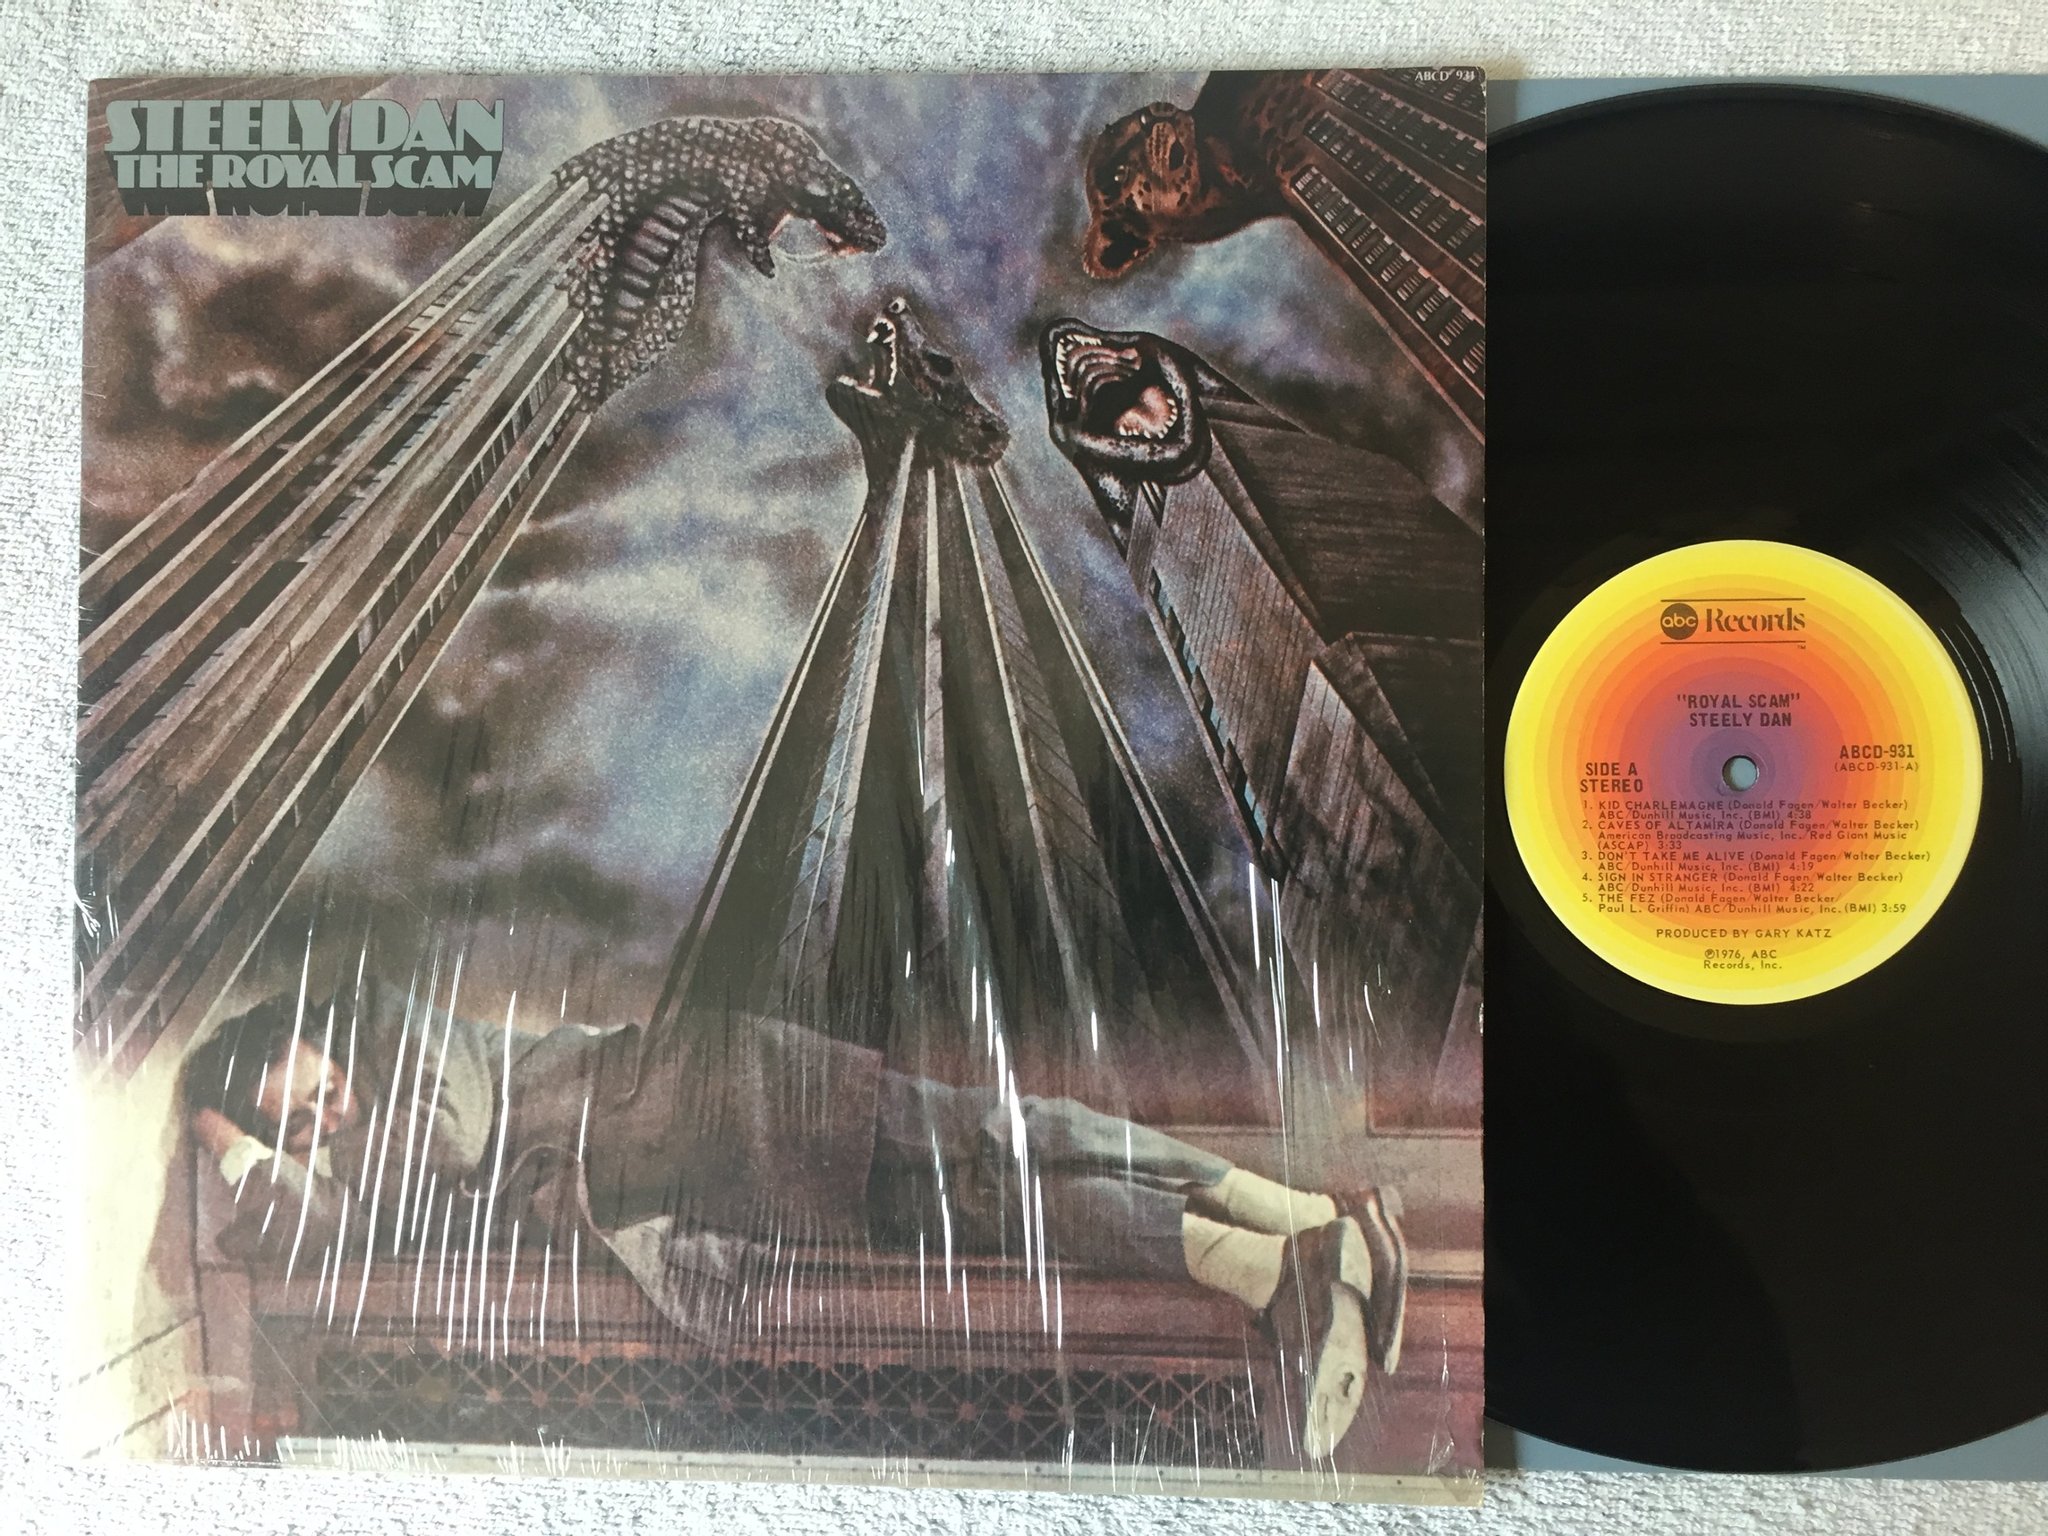 STEELY DAN
THE ROYAL SCAM
ABCD 931
abc Records
TM
"ROYAL SCAM"
STEELY DAN
ABCD-931
(ABCD-931-A)
SIDE A
STEREO
1. KID CHARLEMAGNE (Donald Fagen/Walter Becker)
ABC/Dunhill Music, Inc. (BMI) 4:38
2. CAVES OF ALTAMIRA (Donald Fagen/Walter Becker)
American Broadcasting Music, Inc./Red Giant Music
(ASCAP) 3:33
3. DON'T TAKE ME ALIVE (Donald Fagen/Walter Becker)
ABC/Dunhill Music, Inc. (BMI) 4:19
4. SIGN IN STRANGER (Donald Fagen/Walter Becker)
ABC/Dunhill Music, Inc. (BMI) 4:22
5. THE FEZ (Donald Fagen/Walter Becker/
Paul L. Griffin) ABC/Dunhill Music, Inc. (BMI) 3:59
PRODUCED BY GARY KATZ
℗1976, ABC
Records, Inc.